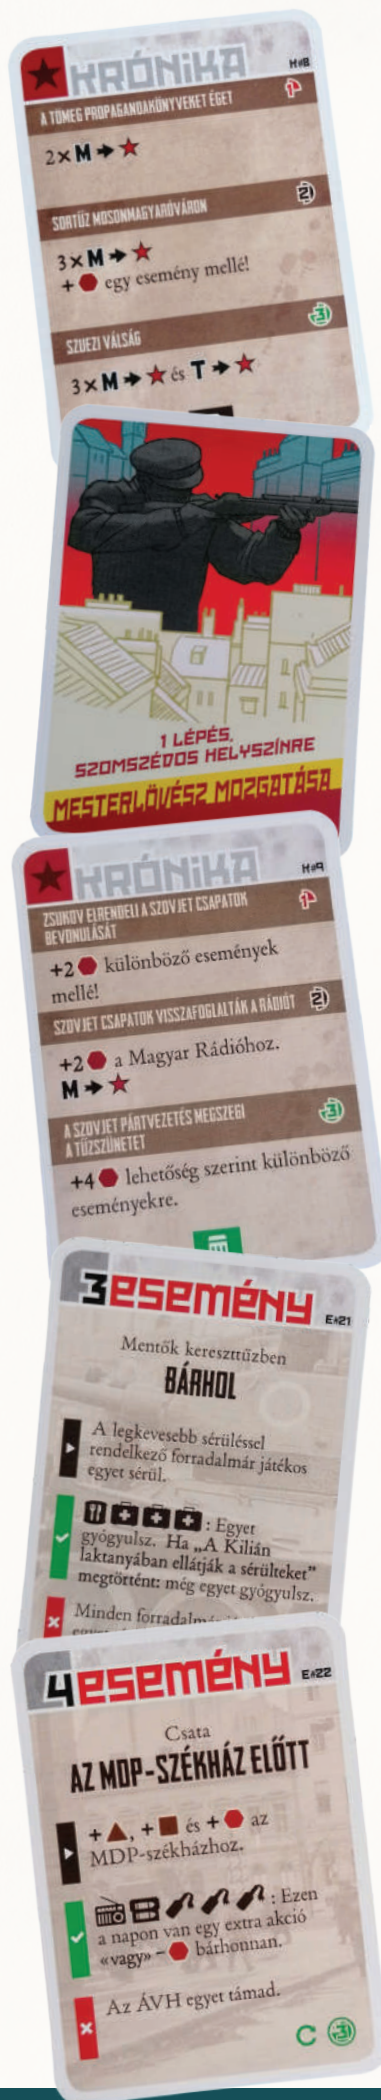 KRÓNIKA
K#8
A TÖMEG PROPAGANDAKÖNYVEKET ÉGET
1
2×M➔★
SORTŰZ MOSONMAGYARÓVÁRON
2
3×M➔★
+ egy esemény mellé!
SZUEZI VÁLSÁG
3
3×M➔★ és T➔★
1 LÉPÉS,
SZOMSZÉDOS HELYSZÍNRE
MESTERLÖVÉSZ MOZGATÁSA
KRÓNIKA
K#9
ZSUKOV ELRENDELI A SZOVJET CSAPATOK
BEVONULÁSÁT
1
+2 különböző események
mellé!
SZOVJET CSAPATOK VISSZAFOGLALTÁK A RÁDIÓT
2
+2 a Magyar Rádióhoz.
M➔★
A SZOVJET PÁRTVEZETÉS MEGSZEGI
A TŰZSZÜNETET
3
+4 lehetőség szerint különböző
eseményekre.
3ESEMÉNY
E#21
Mentők kereszttűzben
BÁRHOL
A legkevesebb sérüléssel
rendelkező forradalmár játékos
egyet sérül.
: Egyet
gyógyulsz. Ha „A Kilián
laktanyában ellátják a sérülteket”
megtörtént: még egyet gyógyulsz.
Minden
4ESEMÉNY
E#22
Csata
AZ MDP-SZÉKHÁZ ELŐTT
+▲, +■ és + az
MDP-székházhoz.
: Ezen
a napon van egy extra akció
«vagy» – bárhonnan.
Az ÁVH egyet támad.
3